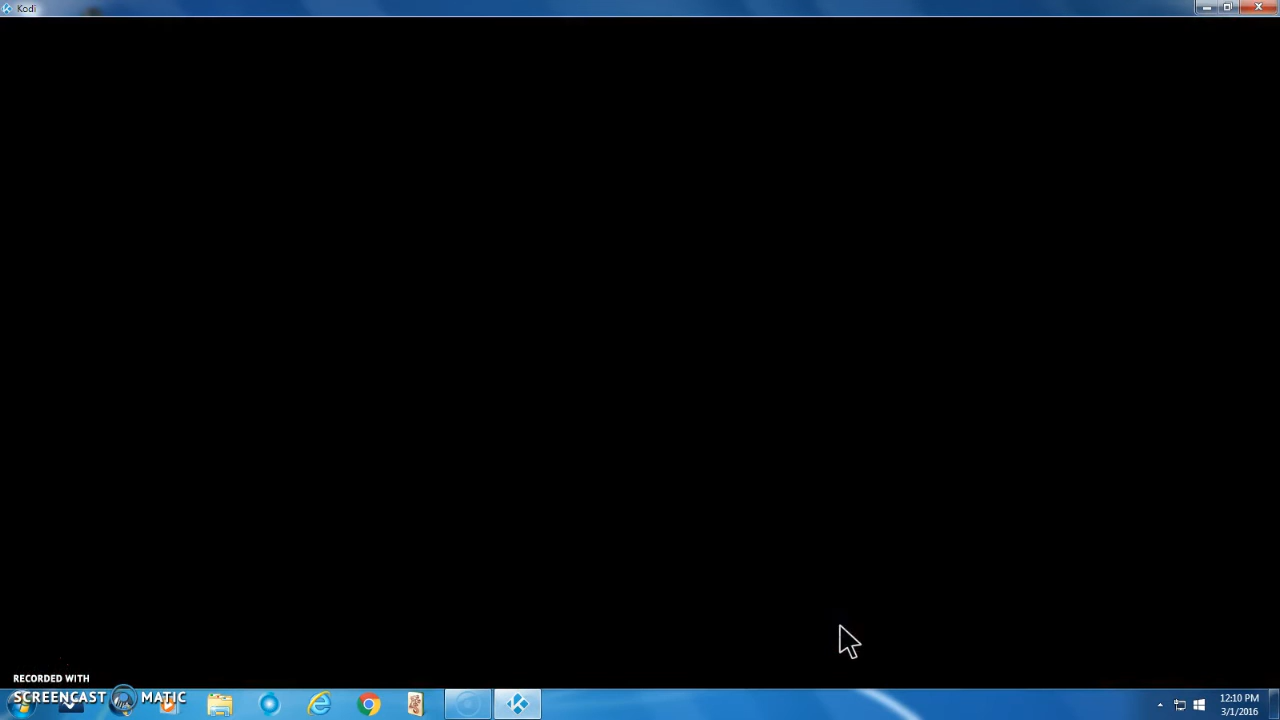 Kodi
RECORDED WITH
SCREENCAST MATIC
12:10 PM
3/1/2016